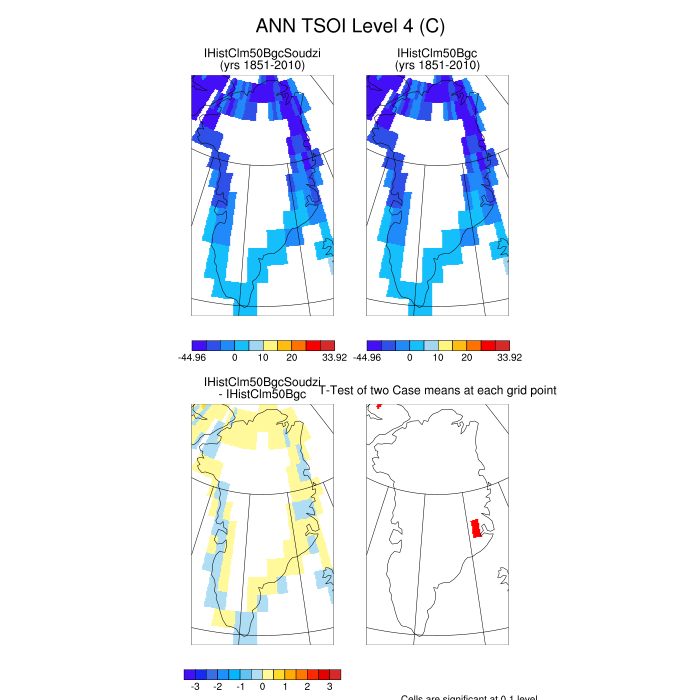 ANN TSOI Level 4 (C)
IHistClm50BgcSoudzi
(yrs 1851-2010)
IHistClm50Bgc
(yrs 1851-2010)
-44.96 0 10 20 33.92
-44.96 0 10 20 33.92
IHistClm50BgcSoudzi
- IHistClm50Bgc
T-Test of two Case means at each grid point
-3 -2 -1 0 1 2 3
Cells are significant at 0.1 level